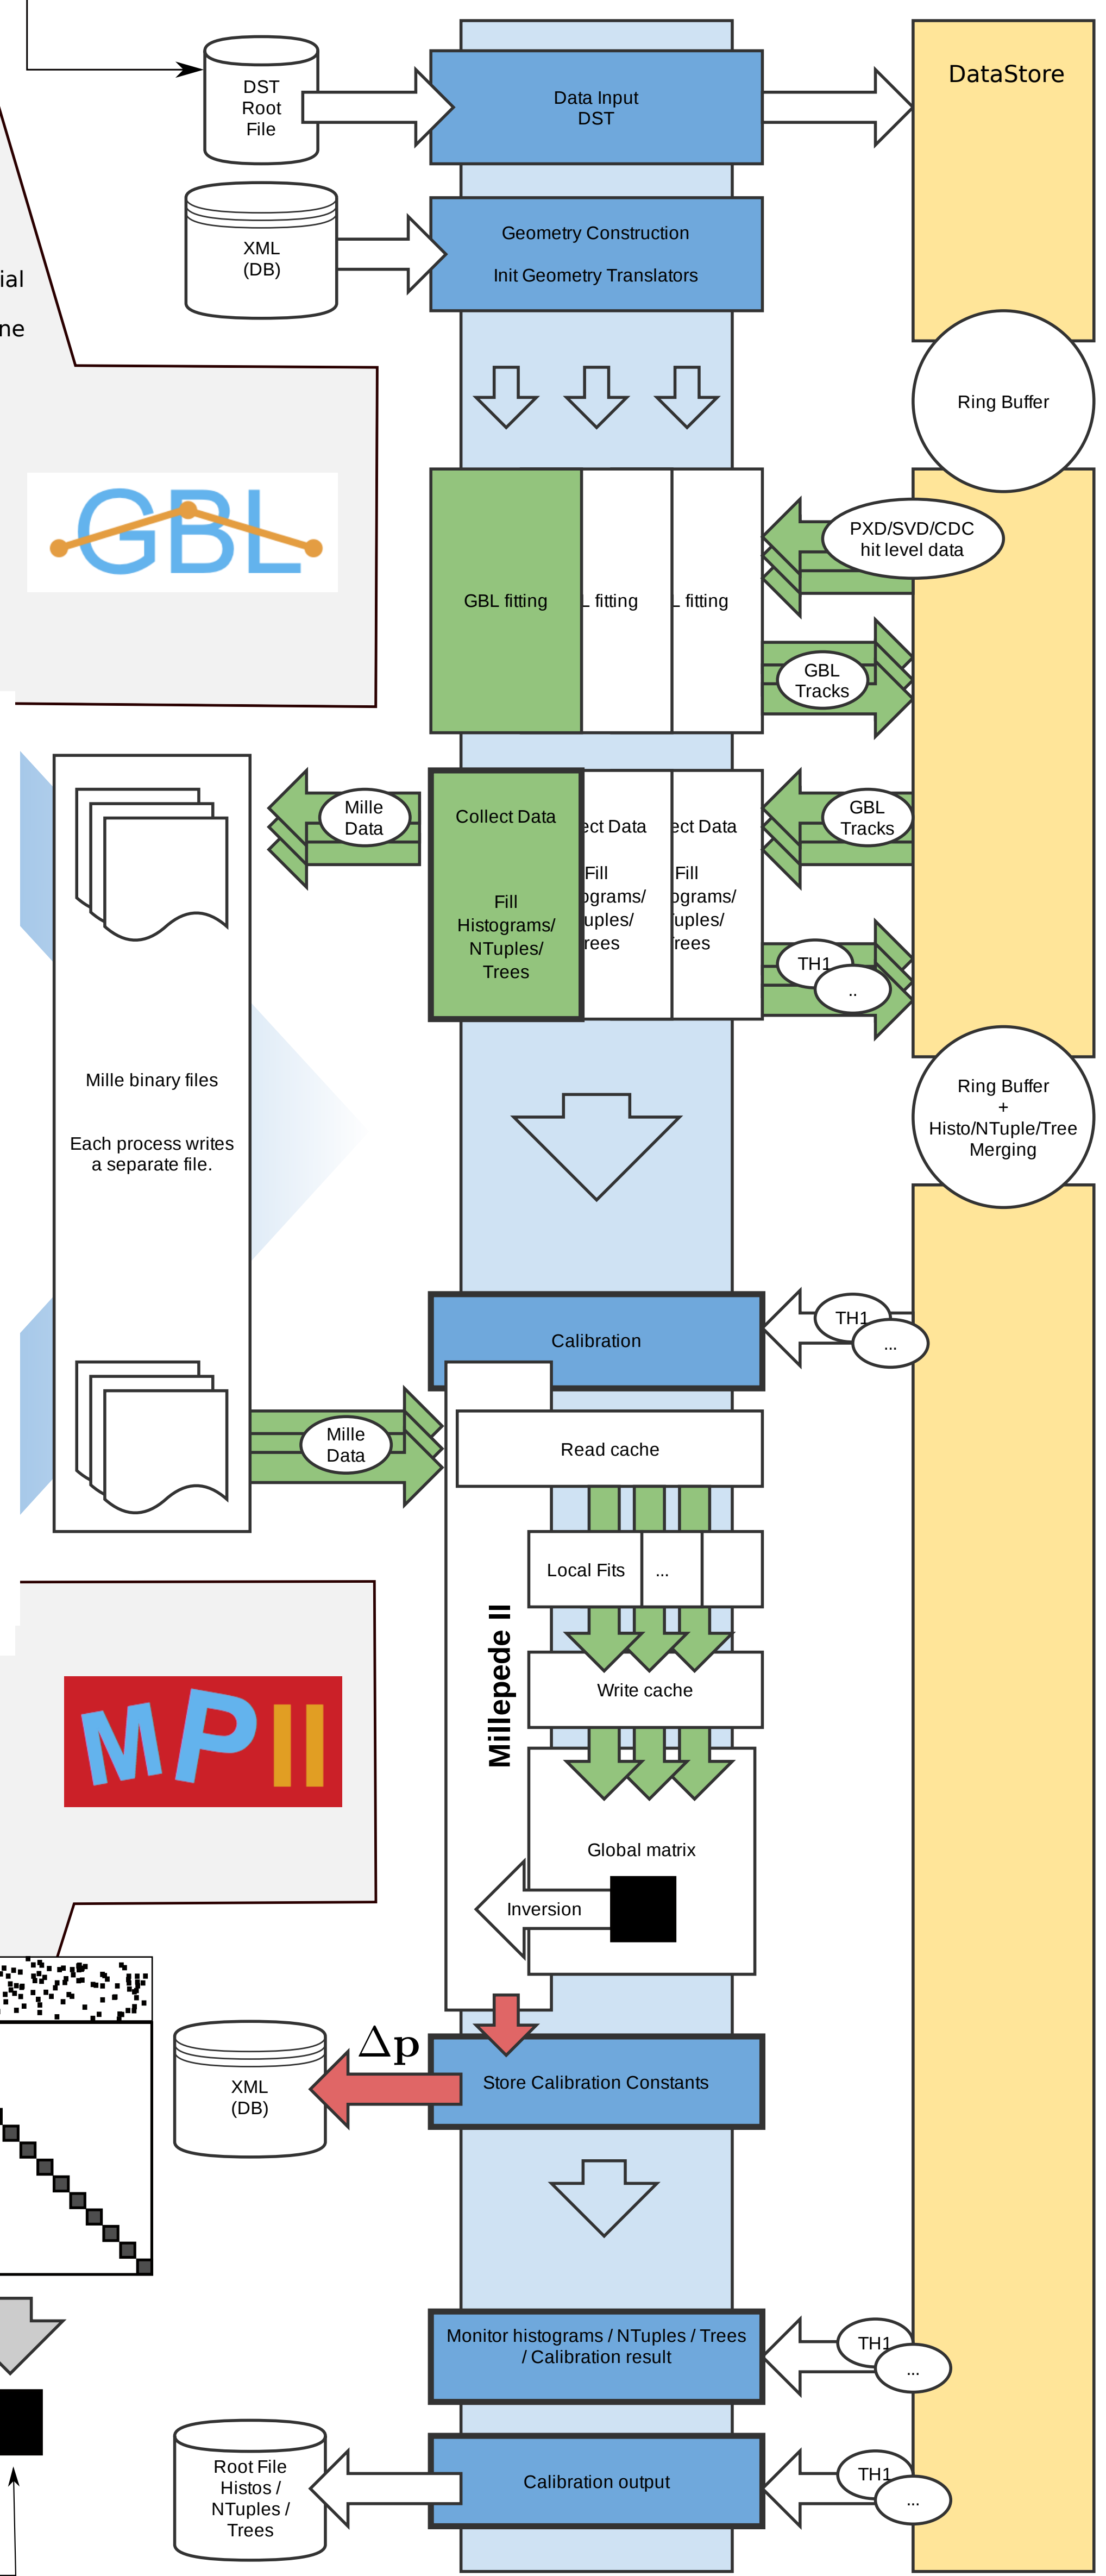 DST
Root
File
Data Input
DST
DataStore
XML
(DB)
Geometry Construction
Init Geometry Translators
ial
ne
Ring Buffer
GBL
PXD/SVD/CDC
hit level data
GBL fitting
L fitting
L fitting
GBL
Tracks
Mille
Data
Collect Data
Fill
Histograms/
NTuples/
Trees
ect Data
Fill
ograms/
uples/
rees
ect Data
Fill
ograms/
uples/
rees
GBL
Tracks
TH1
..
Mille binary files
Each process writes
a separate file.
Ring Buffer
+
Histo/NTuple/Tree
Merging
Calibration
TH1
...
Mille
Data
Read cache
Local Fits
...
Millepede II
Write cache
MPII
Global matrix
Inversion
Δp
XML
(DB)
Store Calibration Constants
Monitor histograms / NTuples / Trees
/ Calibration result
TH1
...
Root File
Histos /
NTuples /
Trees
Calibration output
TH1
...